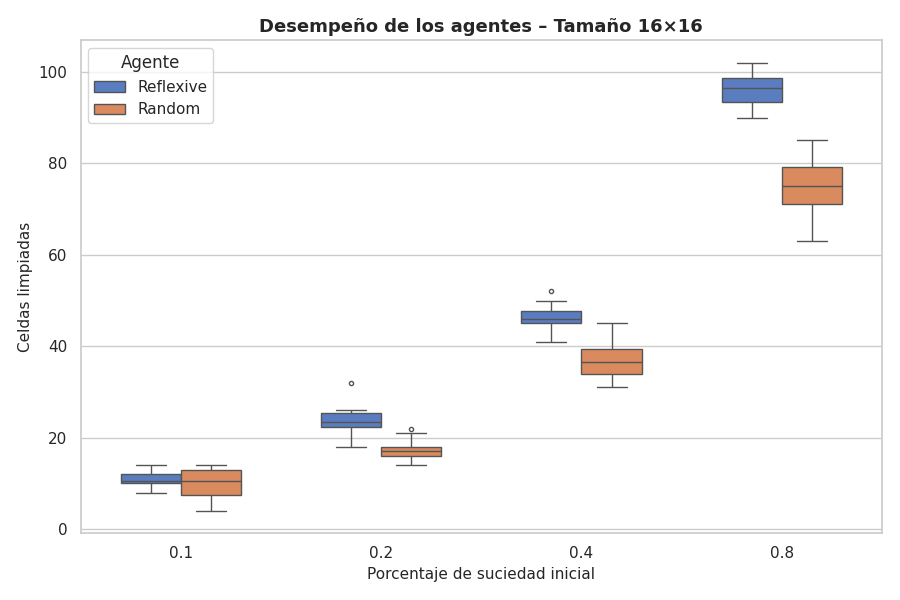 Desempeño de los agentes – Tamaño 16×16
Agente
Reflexive
Random
Celdas limpiadas
100
80
60
40
20
0
0.1 0.2 0.4 0.8
Porcentaje de suciedad inicial